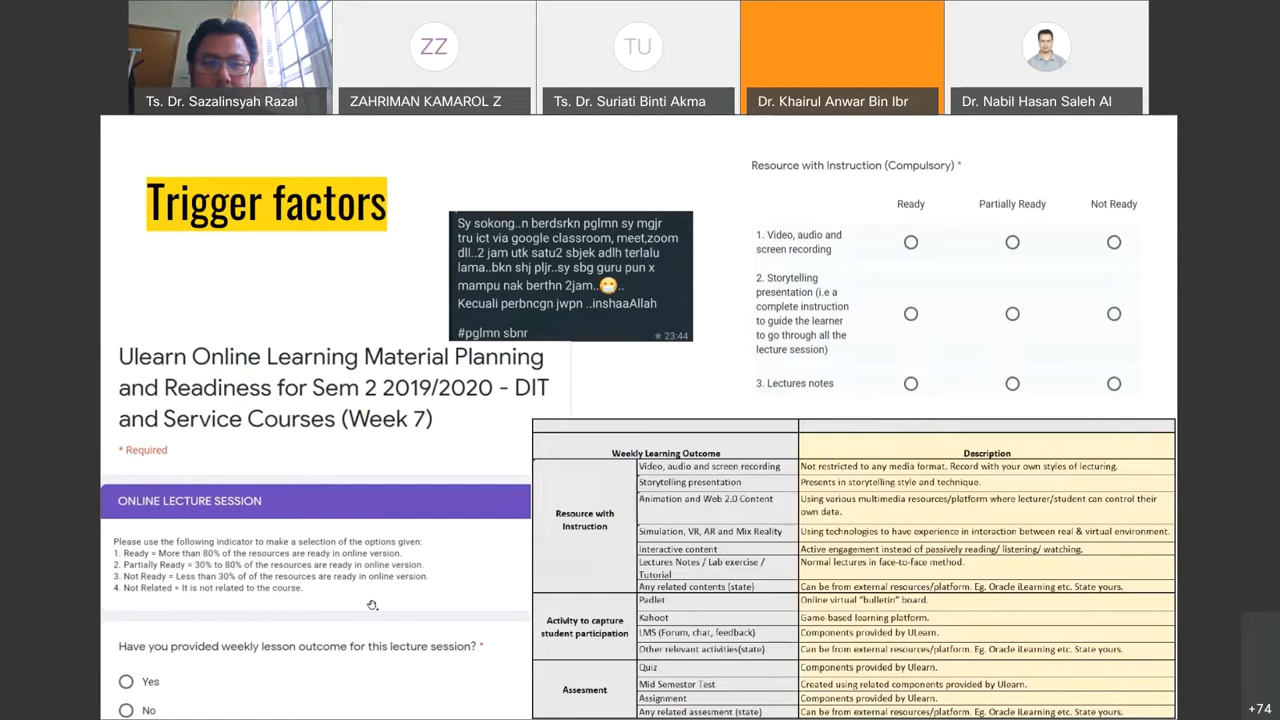 ZZ
TU
Ts. Dr. Sazalinsyah Razal
ZAHRIMAN KAMAROL Z
Ts. Dr. Suriati Binti Akma
Dr. Khairul Anwar Bin Ibr
Dr. Nabil Hasan Saleh Al
Trigger factors
Sy sokong..n berdsrkn pglmn sy mgjr
tru ict via google classroom, meet,zoom
dll..2 jam utk satu2 sbjek adlh terlalu
lama..bkn shj pljr..sy sbg guru pun x
mampu nak berthn 2jam..😷..
Kecuali perbncgn jwpn ..inshaaAllah
#pglmn sbnr
★ 23:44
Resource with Instruction (Compulsory) *
Ready Partially Ready Not Ready
1. Video, audio and
screen recording
2. Storytelling
presentation (i.e a
complete instruction
to guide the learner
to go through all the
lecture session)
3. Lectures notes
Ulearn Online Learning Material Planning
and Readiness for Sem 2 2019/2020 - DIT
and Service Courses (Week 7)
* Required
ONLINE LECTURE SESSION
Please use the following indicator to make a selection of the options given:
1. Ready = More than 80% of the resources are ready in online version.
2. Partially Ready = 30% to 80% of the resources are ready in online version.
3. Not Ready = Less than 30% of of the resources are ready in online version.
4. Not Related = It is not related to the course.
Have you provided weekly lesson outcome for this lecture session? *
Yes
No
Weekly Learning Outcome Description
Resource with
Instruction
Video, audio and screen recording Not restricted to any media format. Record with your own styles of lecturing.
Storytelling presentation Presents in storytelling style and technique.
Animation and Web 2.0 Content Using various multimedia resources/platform where lecturer/student can control their
own data.
Simulation, VR, AR and Mix Reality Using technologies to have experience in interaction between real & virtual environment.
Interactive content Active engagement instead of passively reading/ listening/ watching.
Lectures Notes / Lab exercise / Normal lectures in face-to-face method.
Tutorial
Any related contents (state) Can be from external resources/platform. Eg. Oracle iLearning etc. State yours.
Activity to capture
student participation
Padlet Online virtual "bulletin" board.
Kahoot Game-based learning platform.
LMS (Forum, chat, feedback) Components provided by ULearn.
Other relevant activities(state) Can be from external resources/platform. Eg. Oracle iLearning etc. State yours.
Assesment
Quiz Components provided by Ulearn.
Mid Semester Test Created using related components provided by Ulearn.
Assignment Components provided by Ulearn.
Any related assesment (state) Can be from external resources/platform. Eg. Oracle iLearning etc. State yours.
+74